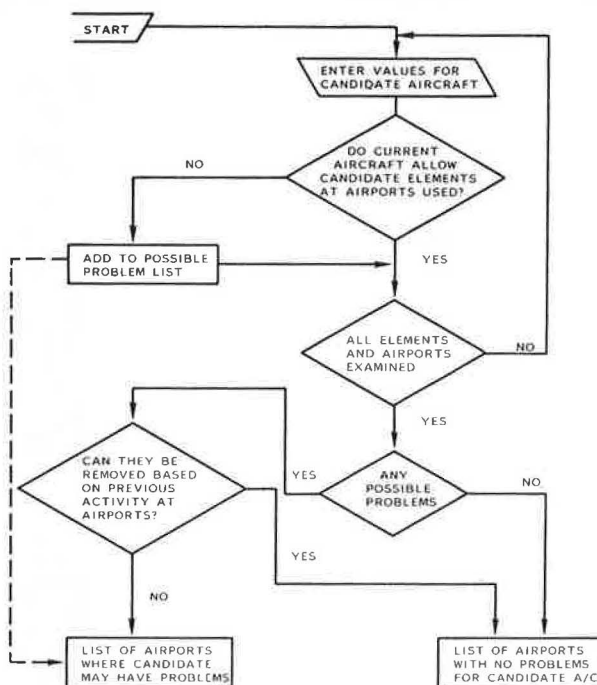 START
ENTER VALUES FOR
CANDIDATE AIRCRAFT
DO CURRENT
AIRCRAFT ALLOW
CANDIDATE ELEMENTS
AT AIRPORTS USED?
NO
YES
ADD TO POSSIBLE
PROBLEM LIST
ALL ELEMENTS
AND AIRPORTS
EXAMINED
NO
YES
CAN THEY BE
REMOVED BASED
ON PREVIOUS
ACTIVITY AT
AIRPORTS?
YES
ANY
POSSIBLE
PROBLEMS
NO
YES
NO
LIST OF AIRPORTS
WHERE CANDIDATE
MAY HAVE PROBLEMS
LIST OF AIRPORTS
WITH NO PROBLEMS
FOR CANDIDATE A/C